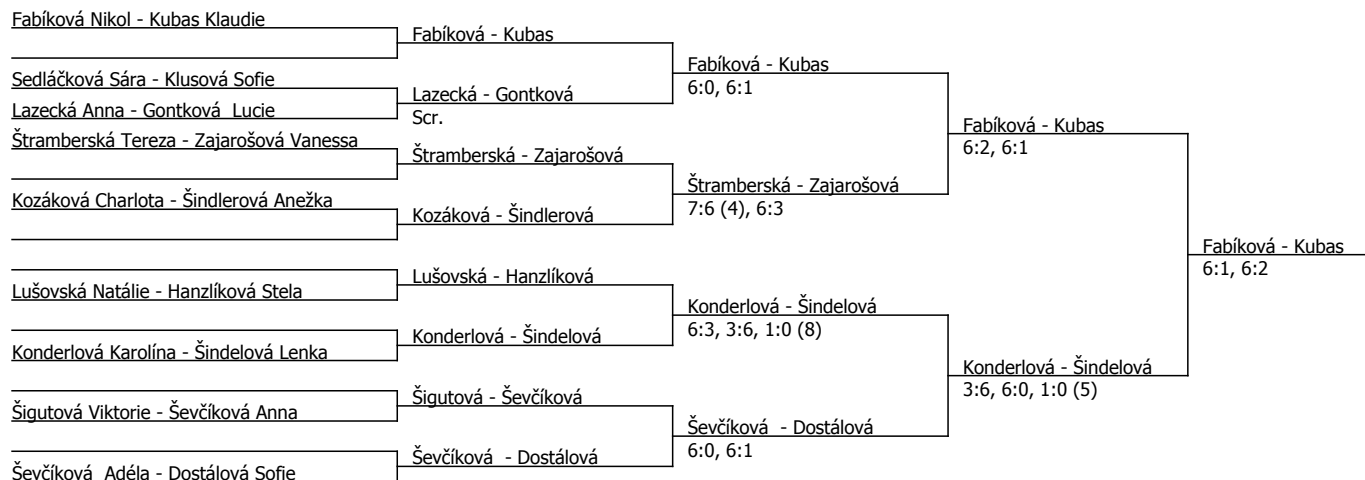 Fabíková Nikol - Kubas Klaudie
Sedláčková Sára - Klusová Sofie
Lazecká Anna - Gontková  Lucie
Štramberská Tereza - Zajarošová Vanessa
Kozáková Charlota - Šindlerová Anežka
Lušovská Natálie - Hanzlíková Stela
Konderlová Karolína - Šindelová Lenka
Šigutová Viktorie - Ševčíková Anna
Ševčíková  Adéla - Dostálová Sofie
Fabíková - Kubas
Lazecká - Gontková
Scr.
Štramberská - Zajarošová
Kozáková - Šindlerová
Lušovská - Hanzlíková
Konderlová - Šindelová
Šigutová - Ševčíková
Ševčíková  - Dostálová
Fabíková - Kubas
6:0, 6:1
Štramberská - Zajarošová
7:6 (4), 6:3
Konderlová - Šindelová
6:3, 3:6, 1:0 (8)
Ševčíková  - Dostálová
6:0, 6:1
Fabíková - Kubas
6:2, 6:1
Konderlová - Šindelová
3:6, 6:0, 1:0 (5)
Fabíková - Kubas
6:1, 6:2